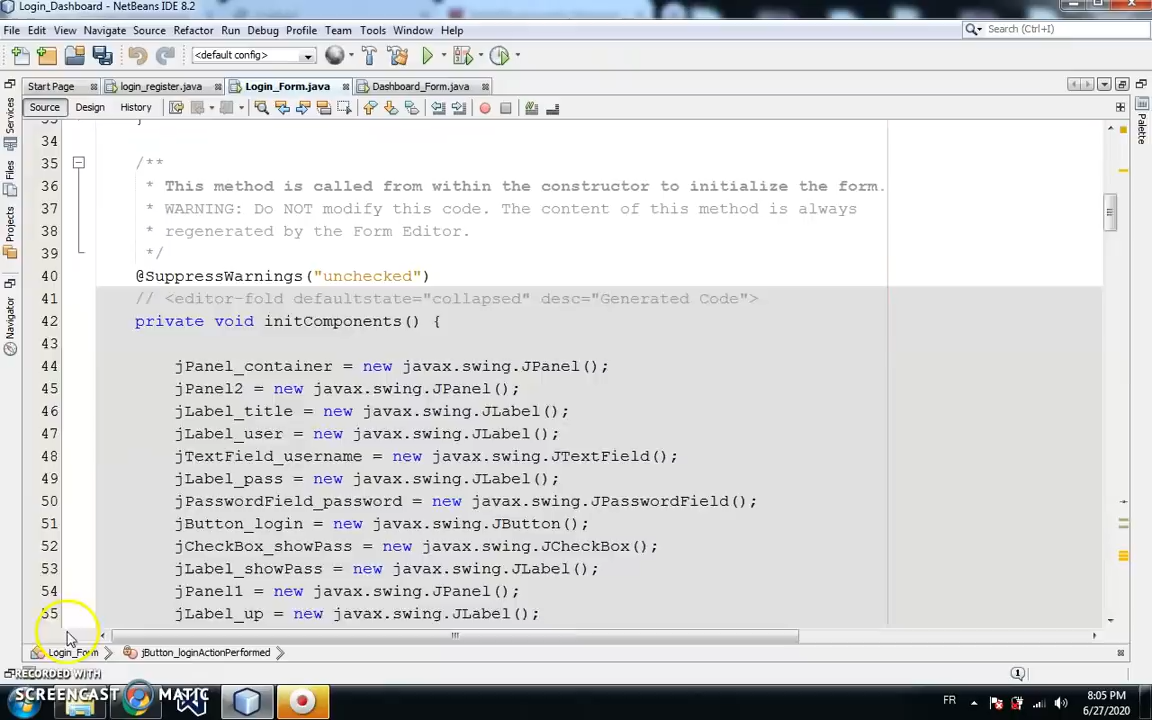 Login_Dashboard - NetBeans IDE 8.2
File Edit View Navigate Source Refactor Run Debug Profile Team Tools Window Help
Search (Ctrl+I)
<default config>
Start Page login_register.java Login_Form.java Dashboard_Form.java
Source Design History
Services
Files
Projects
Navigator
Palette
33 }
34
35 /**
36 * This method is called from within the constructor to initialize the form.
37 * WARNING: Do NOT modify this code. The content of this method is always
38 * regenerated by the Form Editor.
39 */
40 @SuppressWarnings("unchecked")
41 // <editor-fold defaultstate="collapsed" desc="Generated Code">
42 private void initComponents() {
43
44 jPanel_container = new javax.swing.JPanel();
45 jPanel2 = new javax.swing.JPanel();
46 jLabel_title = new javax.swing.JLabel();
47 jLabel_user = new javax.swing.JLabel();
48 jTextField_username = new javax.swing.JTextField();
49 jLabel_pass = new javax.swing.JLabel();
50 jPasswordField_password = new javax.swing.JPasswordField();
51 jButton_login = new javax.swing.JButton();
52 jCheckBox_showPass = new javax.swing.JCheckBox();
53 jLabel_showPass = new javax.swing.JLabel();
54 jPanel1 = new javax.swing.JPanel();
55 jLabel_up = new javax.swing.JLabel();
Login_Form jButton_loginActionPerformed
RECORDED WITH
SCREENCAST MATIC
1
FR
8:05 PM
6/27/2020